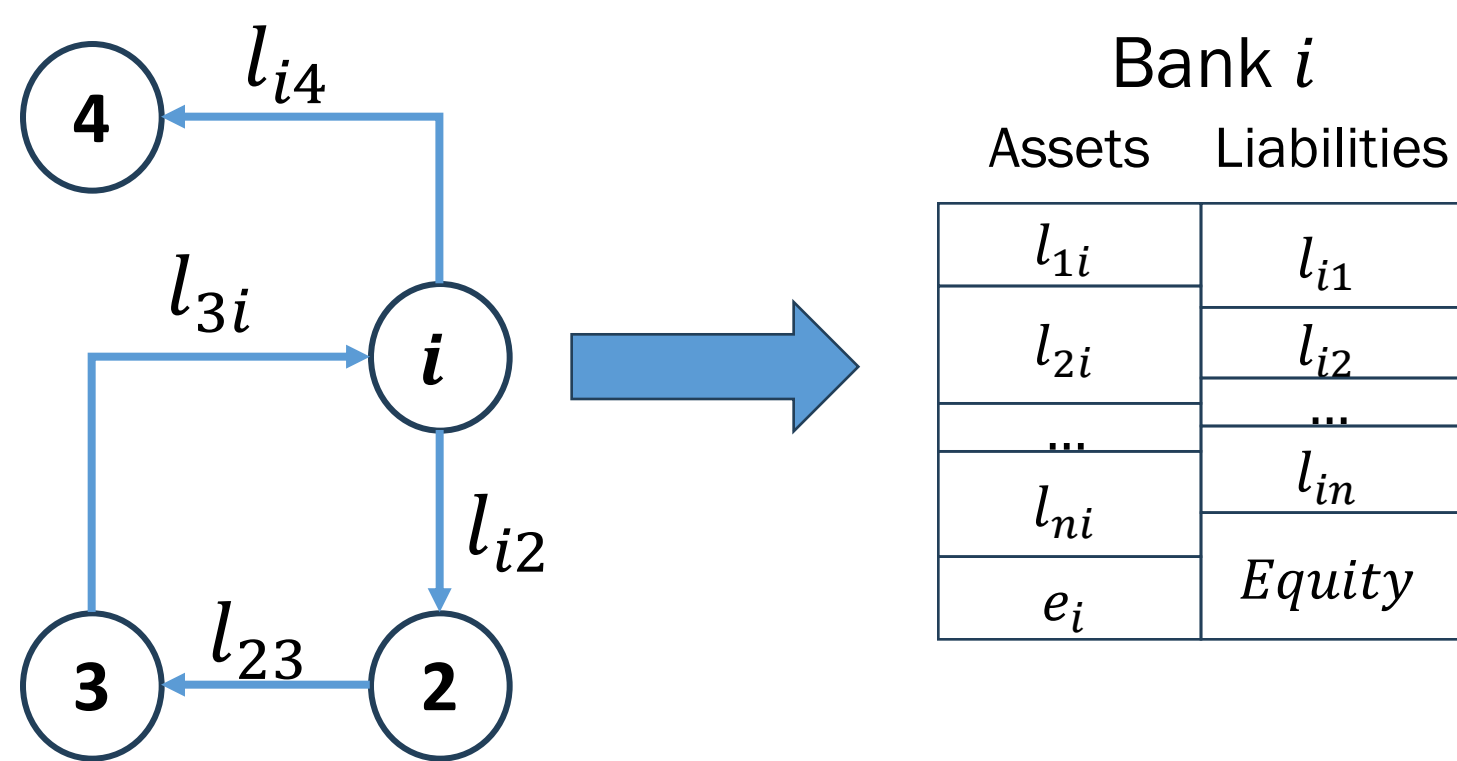 4
l_{i4}
l_{3i}
i
l_{i2}
3
l_{23}
2
Bank i
Assets Liabilities
l_{1i} l_{i1}
l_{2i} l_{i2}
... ...
l_{ni} l_{in}
e_i Equity